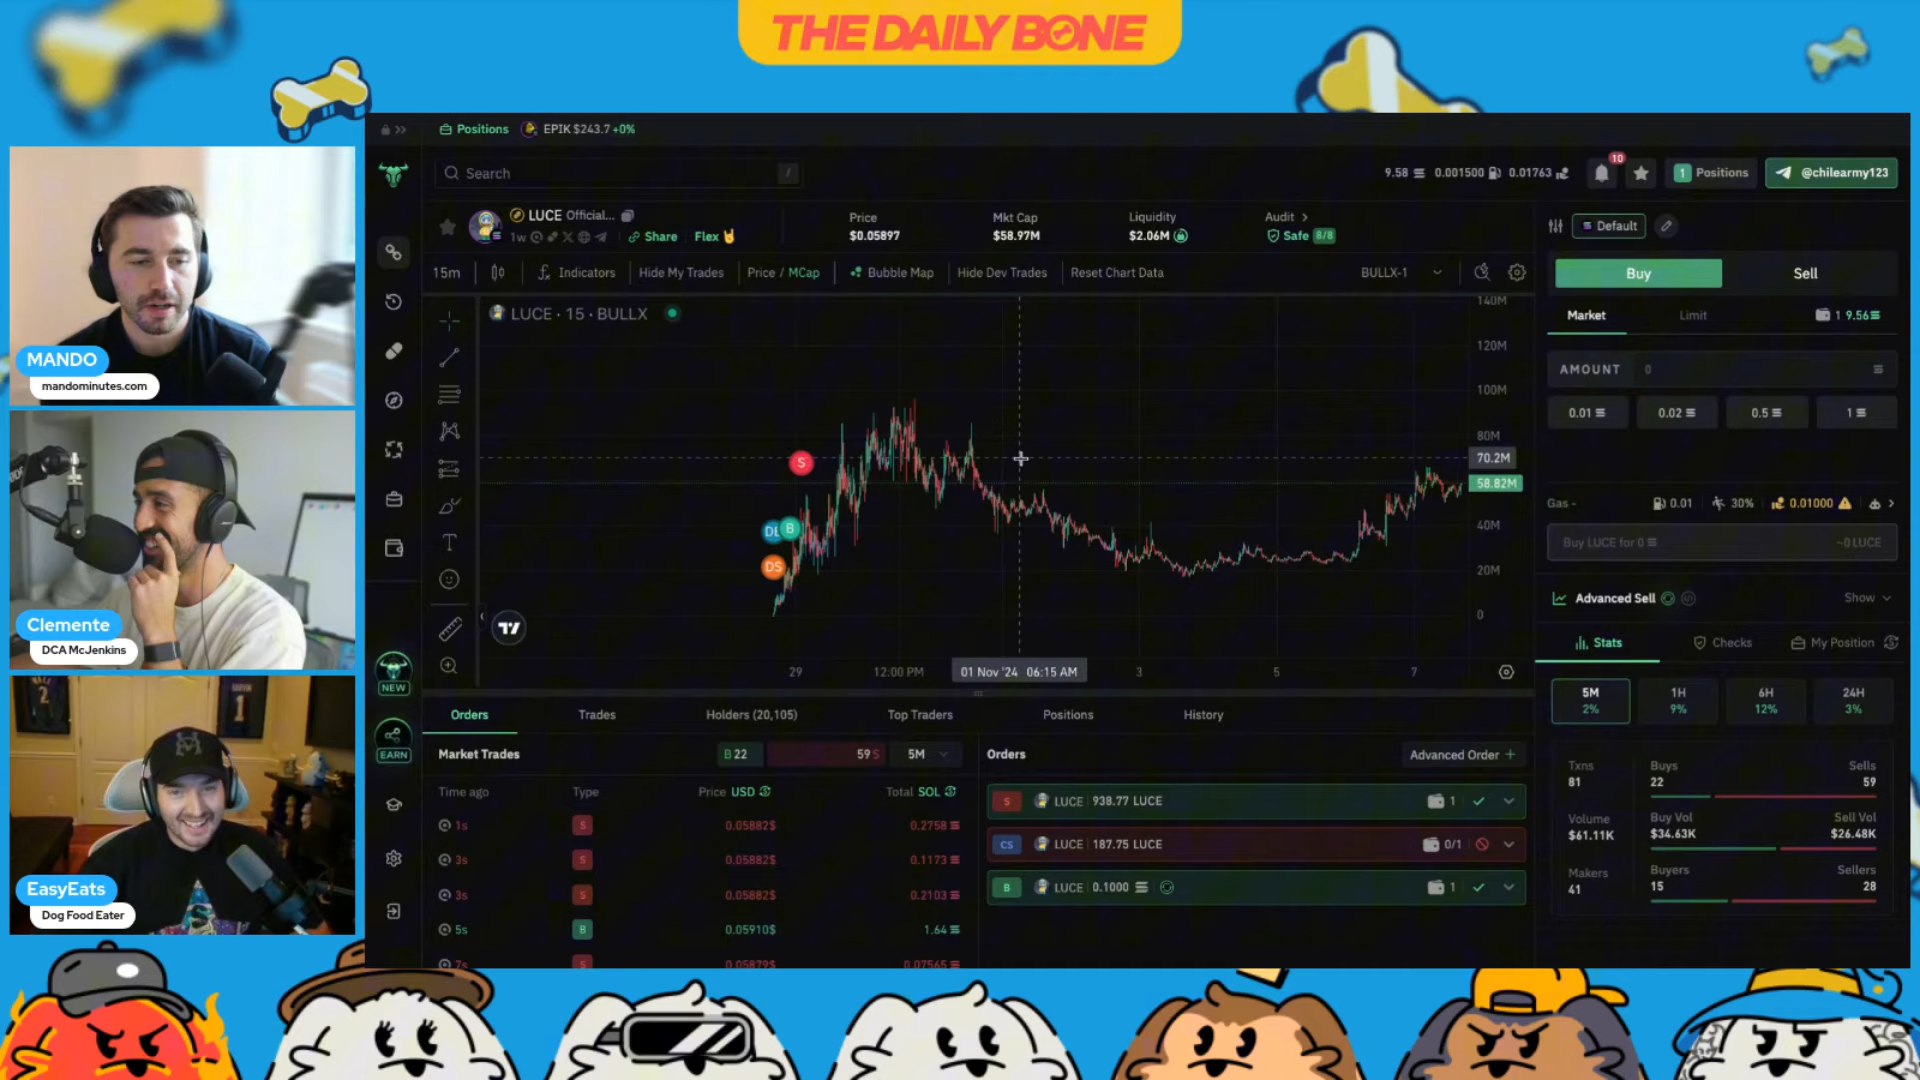 THE DAILY BONE
Positions EPIK $243.7 +0%
Search /
9.58 0.001500 0.01763 10 1 Positions @chilearmy123
LUCE Official...
1w Share Flex
Price
$0.05897
Mkt Cap
$58.97M
Liquidity
$2.06M
Audit
Safe 8/8
15m Indicators Hide My Trades Price / MCap Bubble Map Hide Dev Trades Reset Chart Data BULLX-1
LUCE · 15 · BULLX
140M
120M
100M
80M
70.2M
58.82M
40M
20M
0
S
B
DS
29 12:00 PM 01 Nov '24 06:15 AM 3 5 7
NEW
EARN
Default
Buy Sell
Market Limit 1 9.56
AMOUNT 0
0.01 0.02 0.5 1
Gas - 0.01 30% 0.01000
Buy LUCE for 0 ~0 LUCE
Advanced Sell Show
Stats Checks My Position
5M 1H 6H 24H
2% 9% 12% 3%
Txns
81
Buys Sells
22 59
Volume
$61.11K
Buy Vol Sell Vol
$34.63K $26.48K
Makers
41
Buyers Sellers
15 28
Orders Trades Holders (20,105) Top Traders Positions History
Market Trades B 22 59 S 5M
Time ago Type Price USD Total SOL
1s S 0.05882$ 0.2758
3s S 0.05882$ 0.1173
3s S 0.05882$ 0.2103
5s B 0.05910$ 1.64
7s S 0.05879$ 0.07565
Orders Advanced Order +
S LUCE 938.77 LUCE 1
CS LUCE 187.75 LUCE 0/1
B LUCE 0.1000 1
MANDO
mandominutes.com
Clemente
DCA McJenkins
2
1
EasyEats
Dog Food Eater